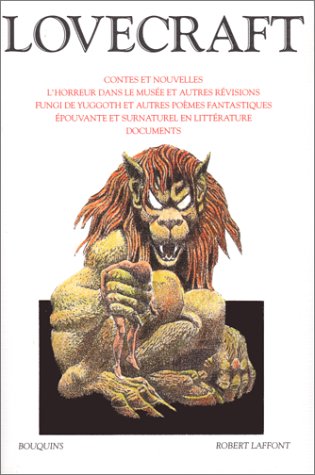 LOVECRAFT
CONTES ET NOUVELLES
L'HORREUR DANS LE MUSÉE ET AUTRES RÉVISIONS
FUNGI DE YUGGOTH ET AUTRES POÈMES FANTASTIQUES
ÉPOUVANTE ET SURNATUREL EN LITTÉRATURE
DOCUMENTS
BOUQUINS
ROBERT LAFFONT